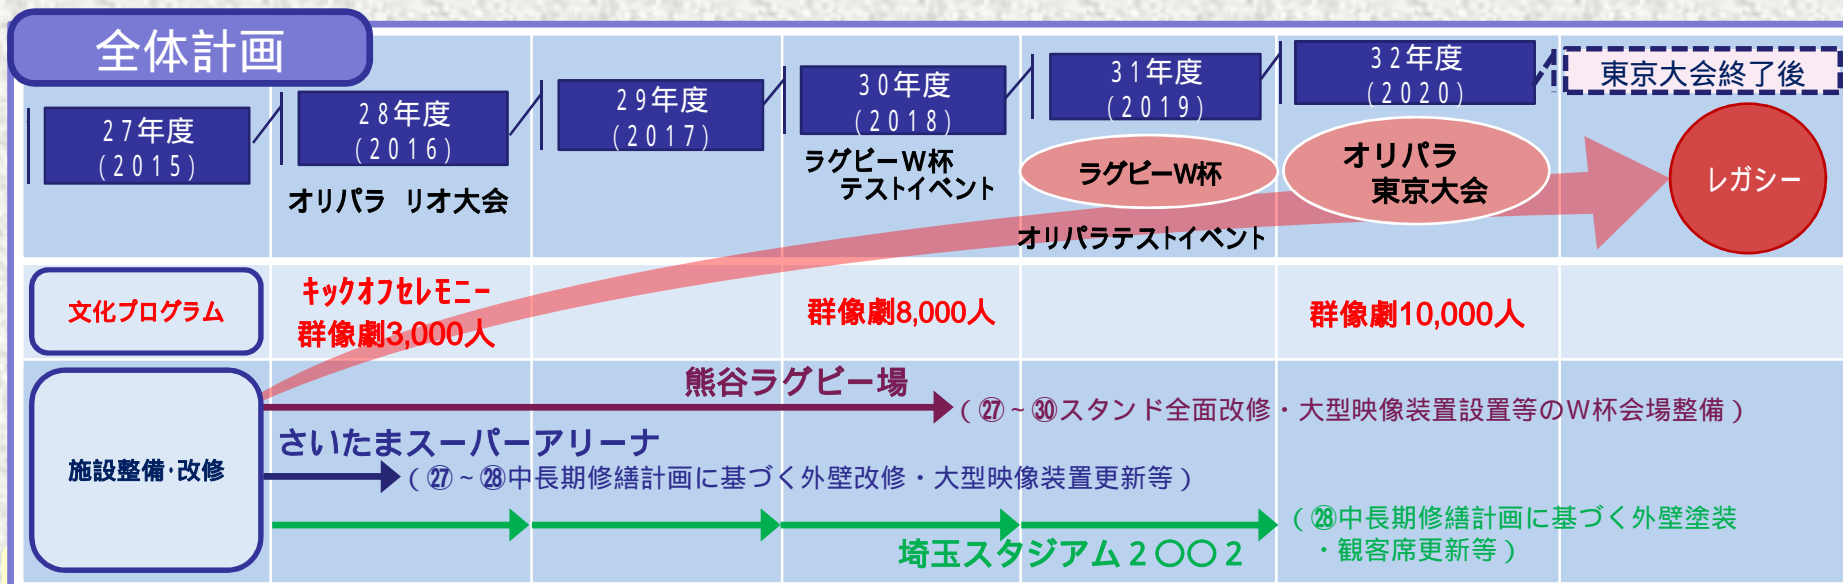 全体計画
27年度
(2015)
28年度
(2016)
29年度
(2017)
30年度
(2018)
31年度
(2019)
32年度
(2020)
東京大会終了後
オリパラ リオ大会
ラグビーW杯
テストイベント
ラグビーW杯
オリパラ
東京大会
レガシー
オリパラテストイベント
文化プログラム
キックオフセレモニー
群像劇3,000人
群像劇8,000人
群像劇10,000人
施設整備・改修
熊谷ラグビー場
(㉗~㉚スタンド全面改修・大型映像装置設置等のW杯会場整備)
さいたまスーパーアリーナ
(㉗~㉘中長期修繕計画に基づく外壁改修・大型映像装置更新等)
(㉘中長期修繕計画に基づく外壁塗装
・観客席更新等)
埼玉スタジアム2〇〇2